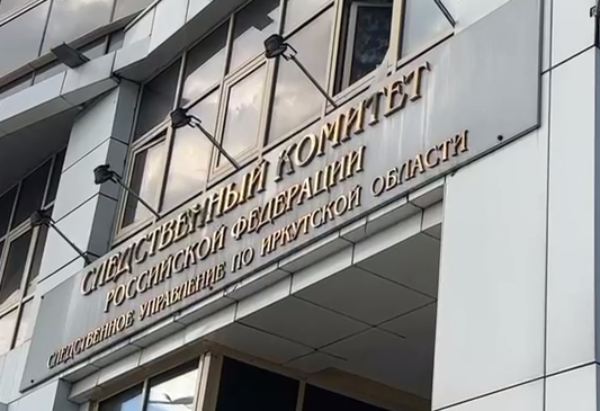 СЛЕДСТВЕННЫЙ КОМИТЕТ
РОССИЙСКОЙ ФЕДЕРАЦИИ
СЛЕДСТВЕННОЕ УПРАВЛЕНИЕ ПО ИРКУТСКОЙ ОБЛАСТИ